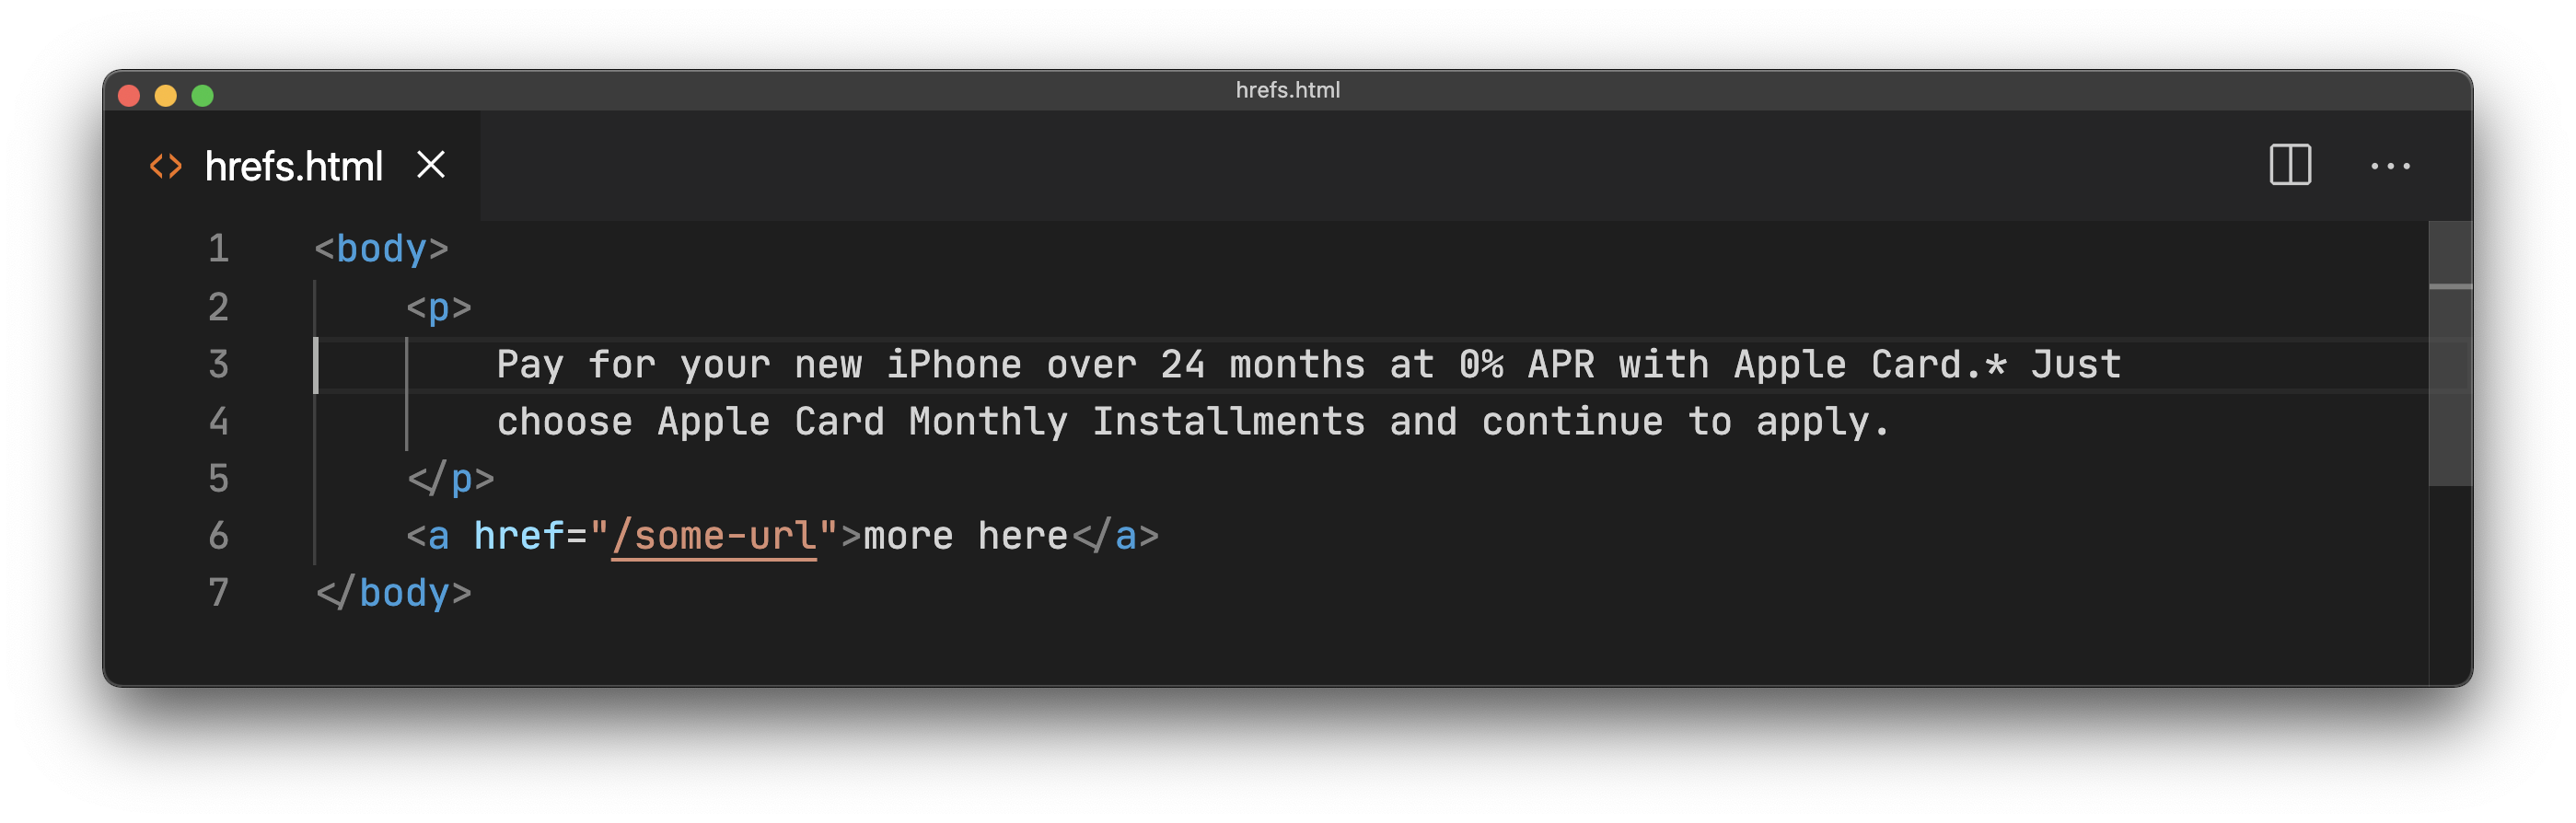 hrefs.html
<> hrefs.html
1 <body>
2 <p>
3 Pay for your new iPhone over 24 months at 0% APR with Apple Card.* Just
4 choose Apple Card Monthly Installments and continue to apply.
5 </p>
6 <a href="/some-url">more here</a>
7 </body>